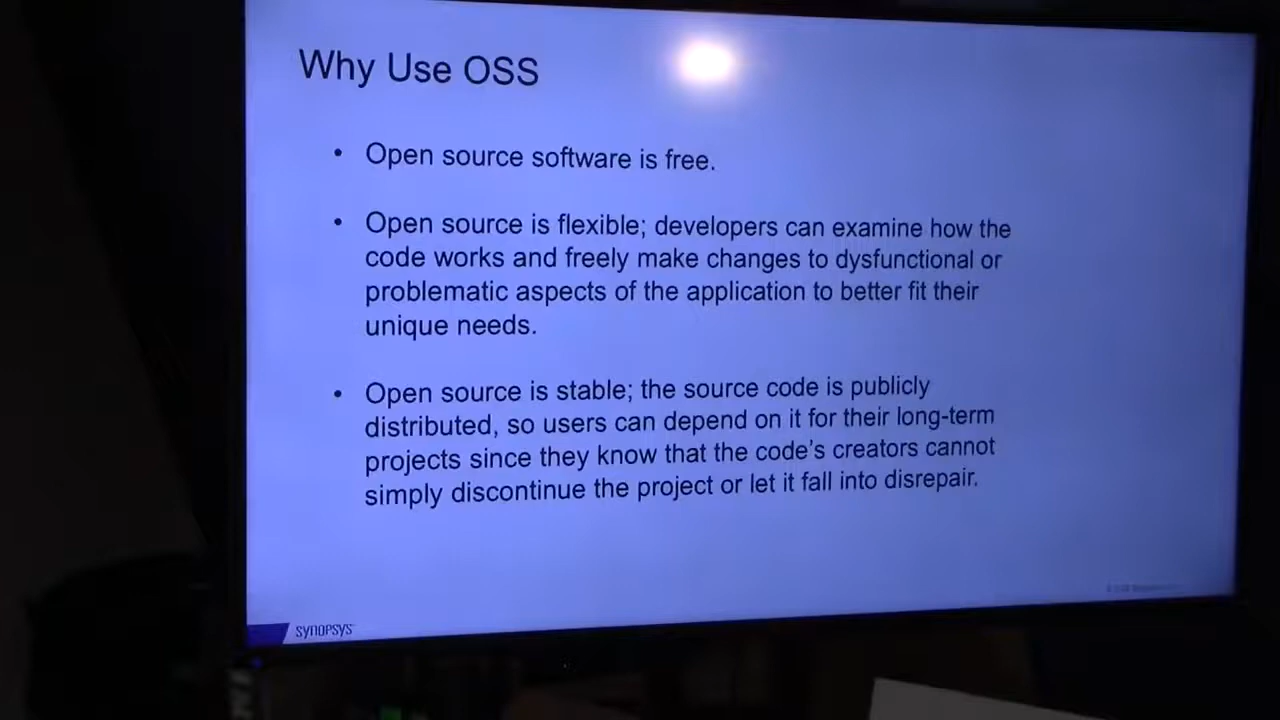 Why Use OSS
• Open source software is free.
• Open source is flexible; developers can examine how the
code works and freely make changes to dysfunctional or
problematic aspects of the application to better fit their
unique needs.
• Open source is stable; the source code is publicly
distributed, so users can depend on it for their long-term
projects since they know that the code's creators cannot
simply discontinue the project or let it fall into disrepair.
SYNOPSYS